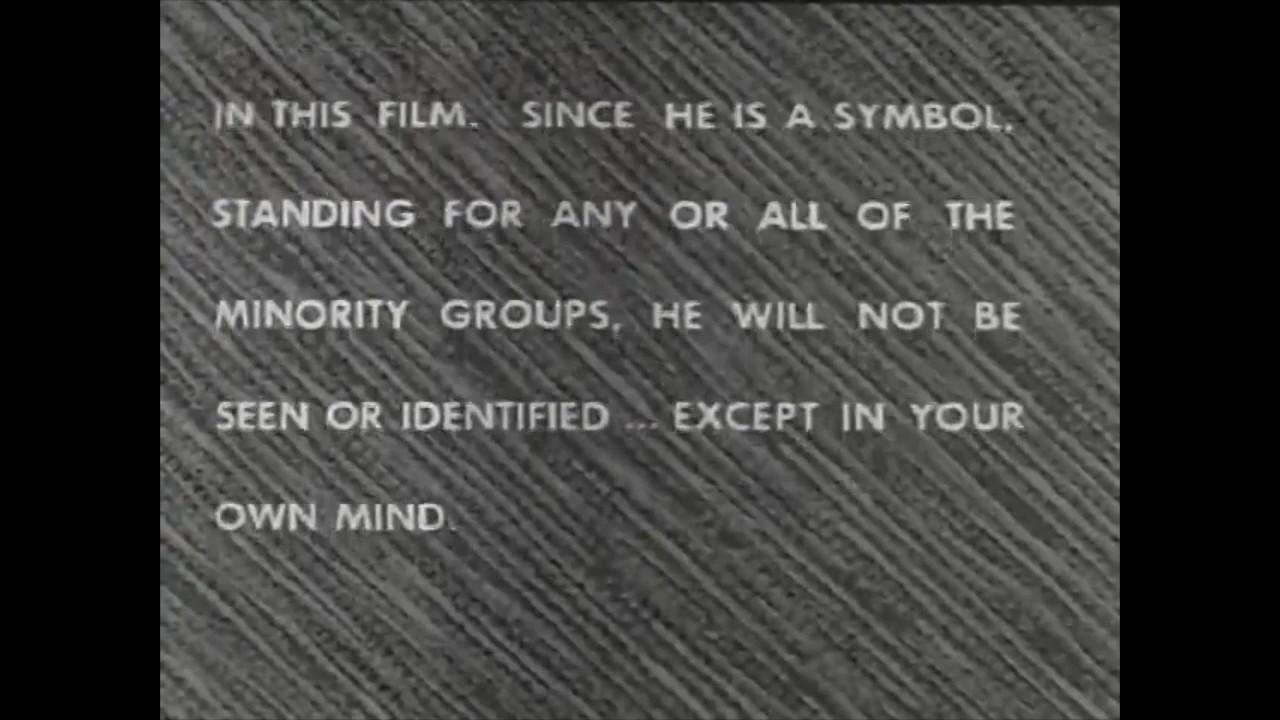 IN THIS FILM. SINCE HE IS A SYMBOL,
STANDING FOR ANY OR ALL OF THE
MINORITY GROUPS, HE WILL NOT BE
SEEN OR IDENTIFIED ... EXCEPT IN YOUR
OWN MIND.